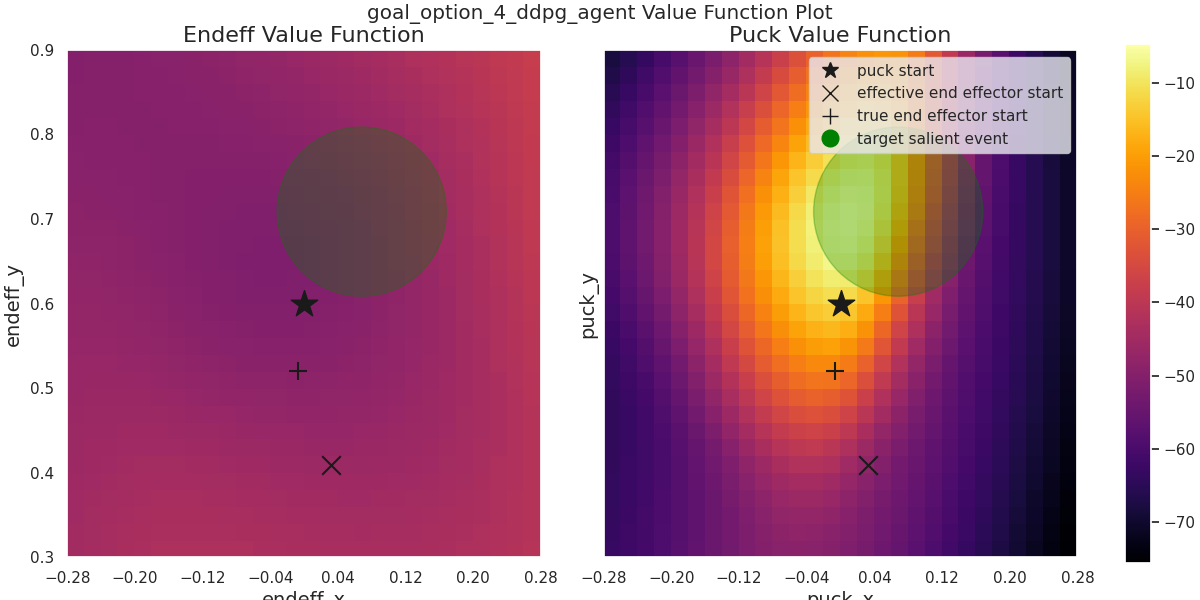 goal_option_4_ddpg_agent Value Function Plot
Endeff Value Function
Puck Value Function
puck start
effective end effector start
true end effector start
target salient event
0.9
0.8
0.7
0.6
0.5
0.4
0.3
endeff_y
−0.28 −0.20 −0.12 −0.04 0.04 0.12 0.20 0.28
endeff_x
puck_y
−0.28 −0.20 −0.12 −0.04 0.04 0.12 0.20 0.28
puck_x
−10
−20
−30
−40
−50
−60
−70